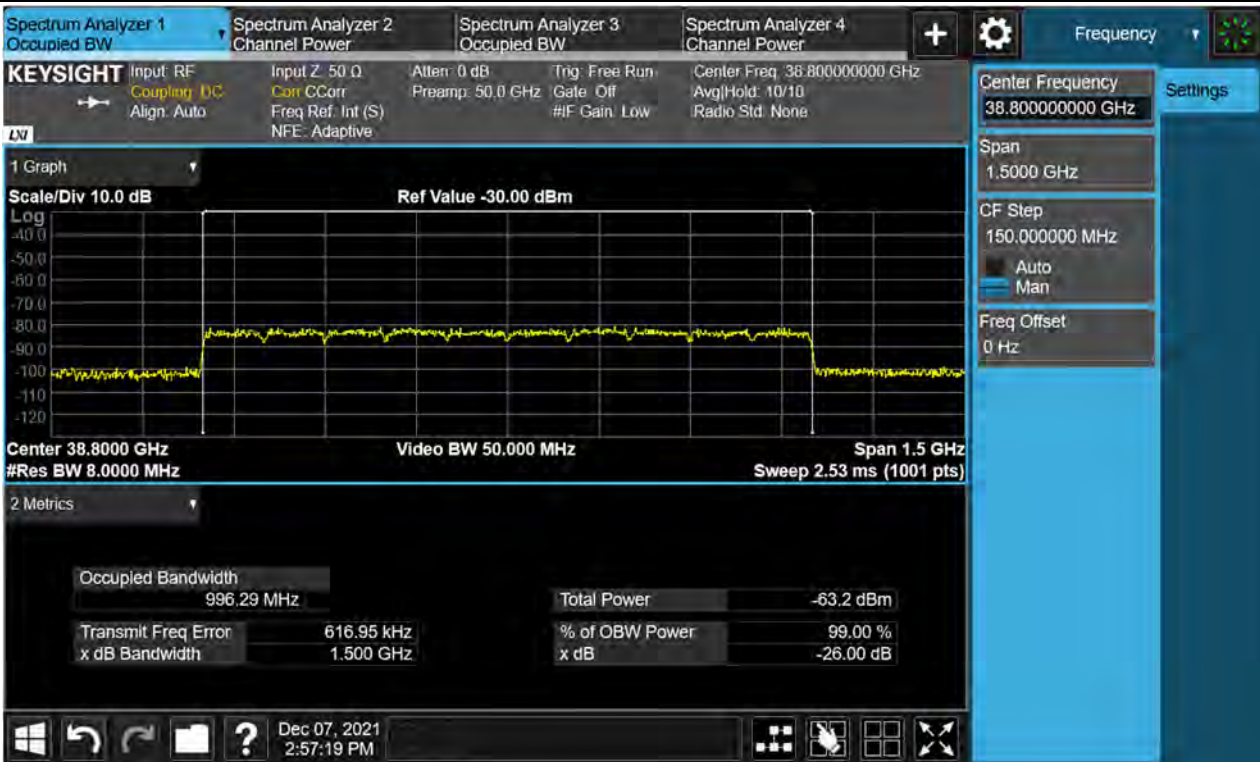 Spectrum Analyzer 1
Occupied BW
Spectrum Analyzer 2
Channel Power
Spectrum Analyzer 3
Occupied BW
Spectrum Analyzer 4
Channel Power
+
Frequency
KEYSIGHT
LXI
Input: RF
Coupling: DC
Align: Auto
Input Z: 50 Ω
Corr CCorr
Freq Ref: Int (S)
NFE: Adaptive
Atten: 0 dB
Preamp: 50.0 GHz
Trig: Free Run
Gate: Off
#IF Gain: Low
Center Freq: 38.800000000 GHz
Avg|Hold: 10/10
Radio Std: None
Center Frequency
38.800000000 GHz
Settings
Span
1.5000 GHz
CF Step
150.000000 MHz
Auto
Man
Freq Offset
0 Hz
1 Graph
Scale/Div 10.0 dB
Ref Value -30.00 dBm
Log
-40.0
-50.0
-60.0
-70.0
-80.0
-90.0
-100
-110
-120
Center 38.8000 GHz
Video BW 50.000 MHz
Span 1.5 GHz
#Res BW 8.0000 MHz
Sweep 2.53 ms (1001 pts)
2 Metrics
Occupied Bandwidth
996.29 MHz
Total Power -63.2 dBm
Transmit Freq Error 616.95 kHz
% of OBW Power 99.00 %
x dB Bandwidth 1.500 GHz
x dB -26.00 dB
?
Dec 07, 2021
2:57:19 PM